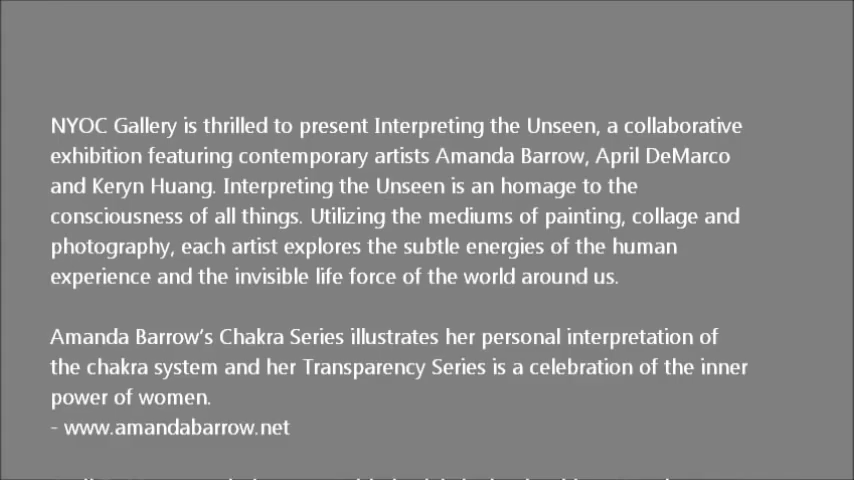 NYOC Gallery is thrilled to present Interpreting the Unseen, a collaborative
exhibition featuring contemporary artists Amanda Barrow, April DeMarco
and Keryn Huang. Interpreting the Unseen is an homage to the
consciousness of all things. Utilizing the mediums of painting, collage and
photography, each artist explores the subtle energies of the human
experience and the invisible life force of the world around us.
Amanda Barrow’s Chakra Series illustrates her personal interpretation of
the chakra system and her Transparency Series is a celebration of the inner
power of women.
- www.amandabarrow.net